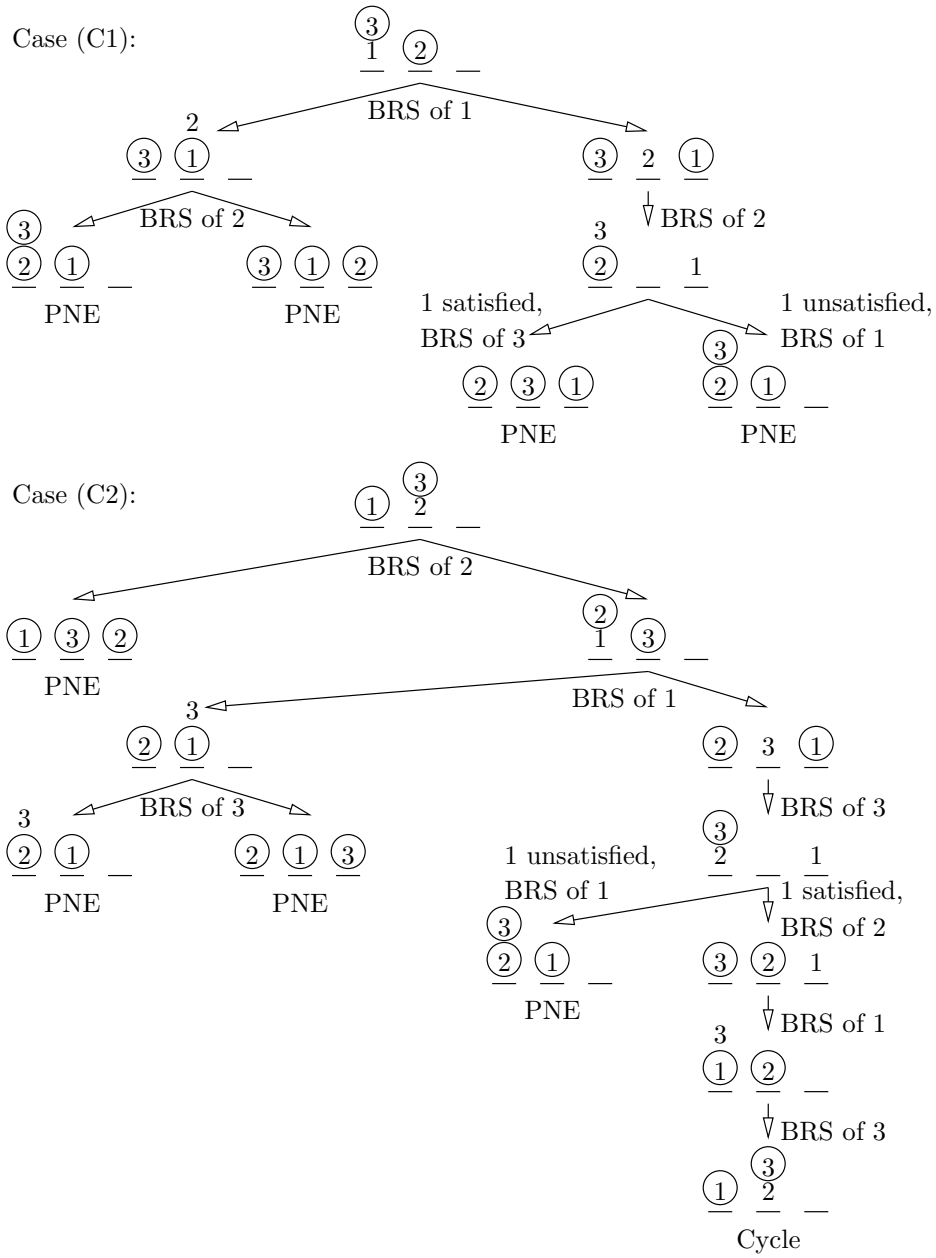 Case (C1):
3
1 2
BRS of 1
2
3 1
3 2 1
BRS of 2
BRS of 2
3
2 1
PNE
3 1 2
PNE
3
2 1
1 satisfied,
BRS of 3
1 unsatisfied,
BRS of 1
2 3 1
PNE
3
2 1
PNE
Case (C2):
3
1 2
BRS of 2
1 3 2
PNE
2
1 3
BRS of 1
3
2 1
2 3 1
BRS of 3
BRS of 3
3
2 1
PNE
2 1 3
PNE
3
2 1
1 unsatisfied,
BRS of 1
1 satisfied,
BRS of 2
3
2 1
PNE
3 2 1
BRS of 1
3
1 2
BRS of 3
3
1 2
Cycle